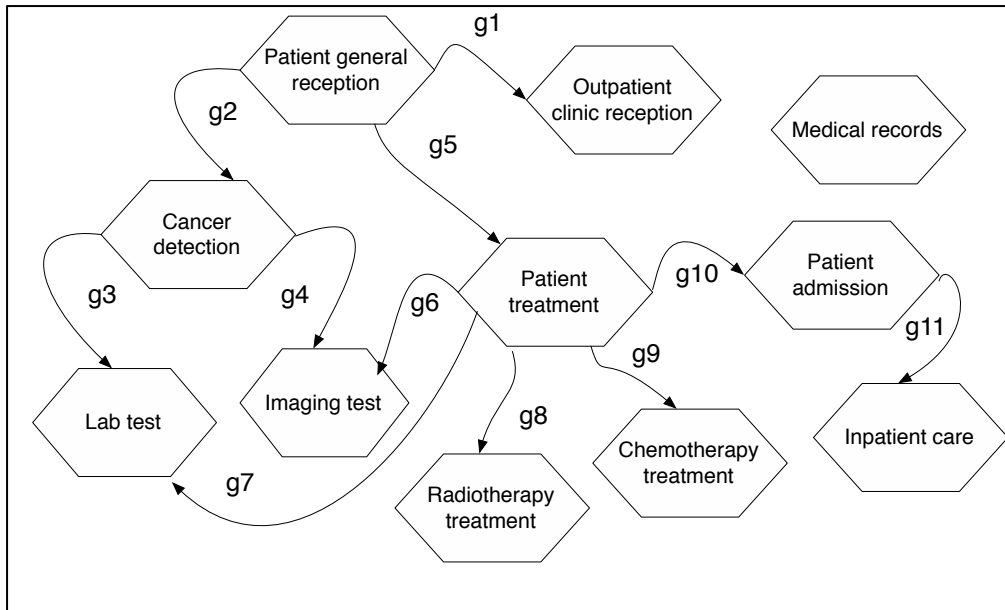 g1
Patient general
reception
Outpatient
clinic reception
g2
Medical records
g5
Cancer
detection
Patient
admission
g3
g4
g6
Patient
treatment
g10
g11
g9
Lab test
Imaging test
g8
Inpatient care
Chemotherapy
treatment
g7
Radiotherapy
treatment